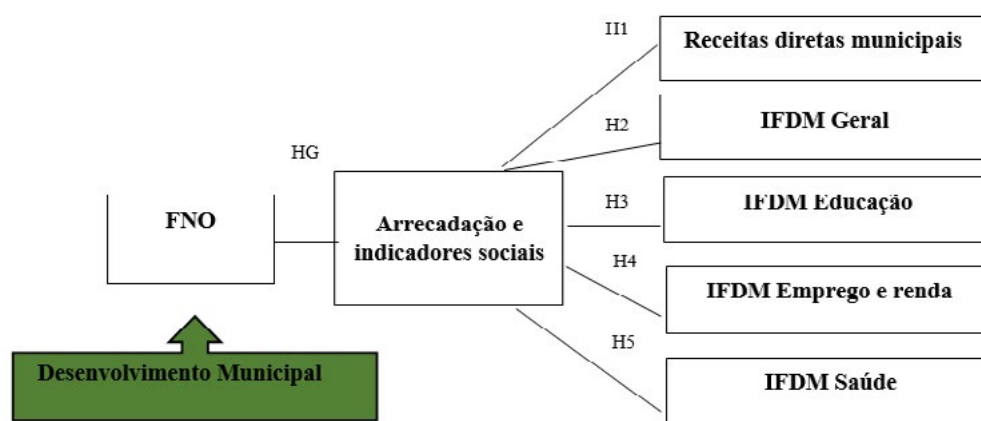 H1
Receitas diretas municipais
H2
IFDM Geral
HG
FNO
Arrecadação e
indicadores sociais
H3
IFDM Educação
H4
IFDM Emprego e renda
H5
IFDM Saúde
Desenvolvimento Municipal